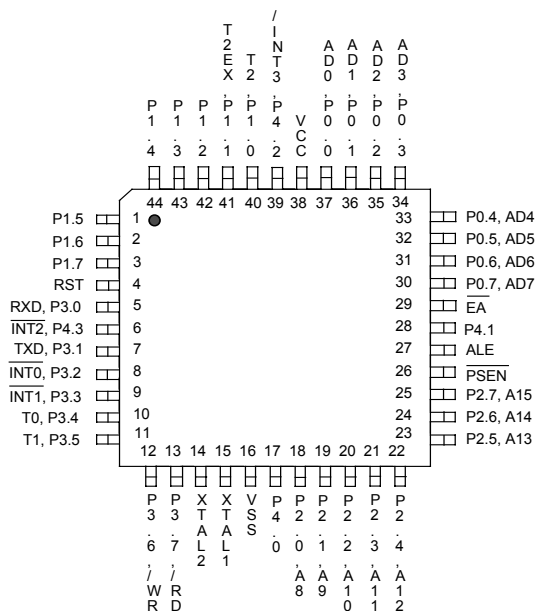 T2EX,P1.1
T2,P1.0
/INT3,P4.2
AD0,P0.0
AD1,P0.1
AD2,P0.2
AD3,P0.3
P1.4
P1.3
P1.2
VCC
44 43 42 41 40 39 38 37 36 35 34
P1.5 1
P1.6 2
P1.7 3
RST 4
RXD, P3.0 5
INT2, P4.3 6
TXD, P3.1 7
INT0, P3.2 8
INT1, P3.3 9
T0, P3.4 10
T1, P3.5 11
33 P0.4, AD4
32 P0.5, AD5
31 P0.6, AD6
30 P0.7, AD7
29 EA
28 P4.1
27 ALE
26 PSEN
25 P2.7, A15
24 P2.6, A14
23 P2.5, A13
12 13 14 15 16 17 18 19 20 21 22
P3.6,/WR
P3.7,/RD
XTAL2
XTAL1
VSS
P4.0
P2.0,A8
P2.1,A9
P2.2,A10
P2.3,A11
P2.4,A12